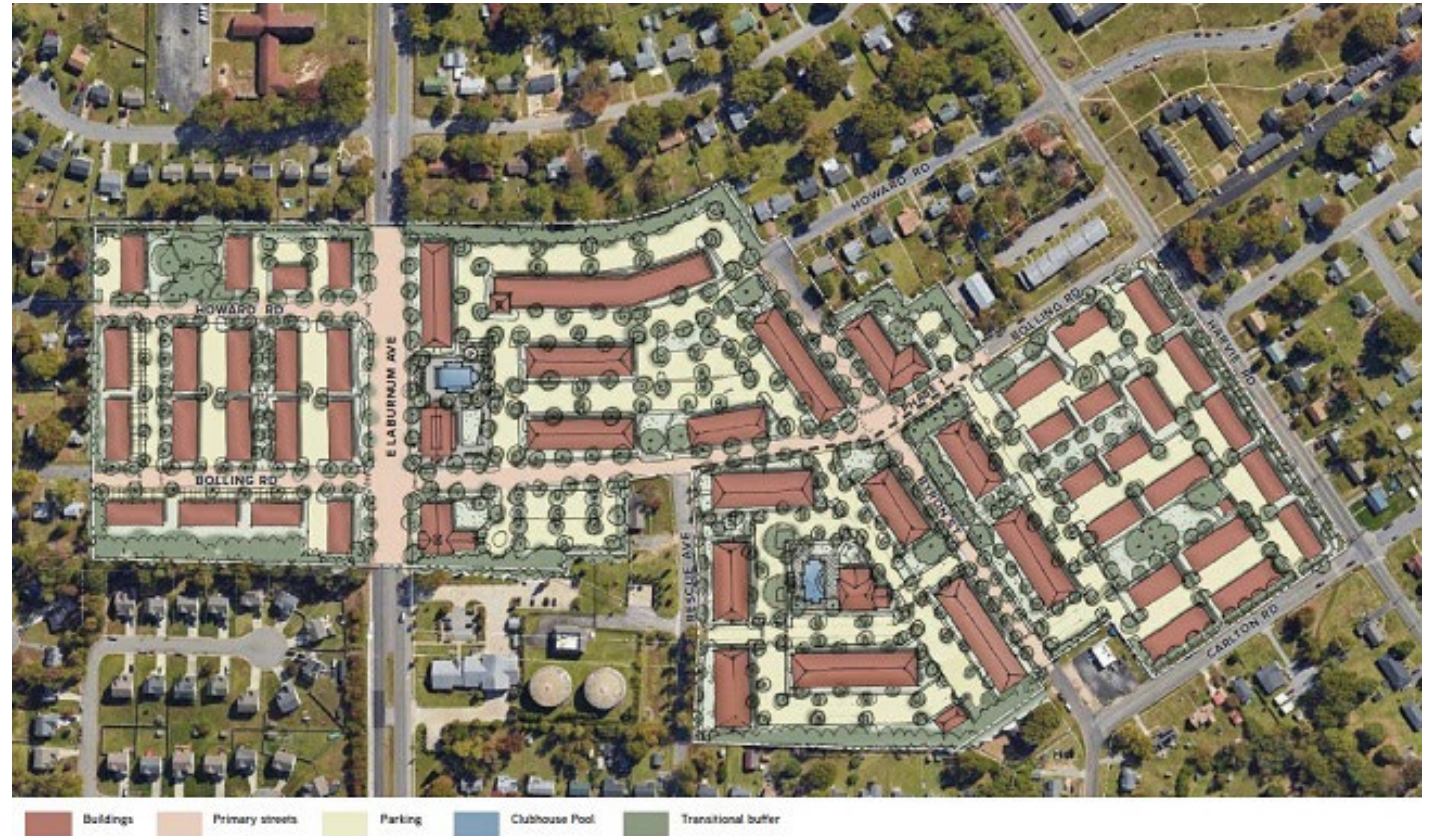 HOWARD RD
HOWARD RD
BOLLING RD
HARVIE RD
E LABURNUM AVE
BOLLING RD
BESCUE AVE
CARLTON RD
Buildings
Primary streets
Parking
Clubhouse Pool
Transitional buffer